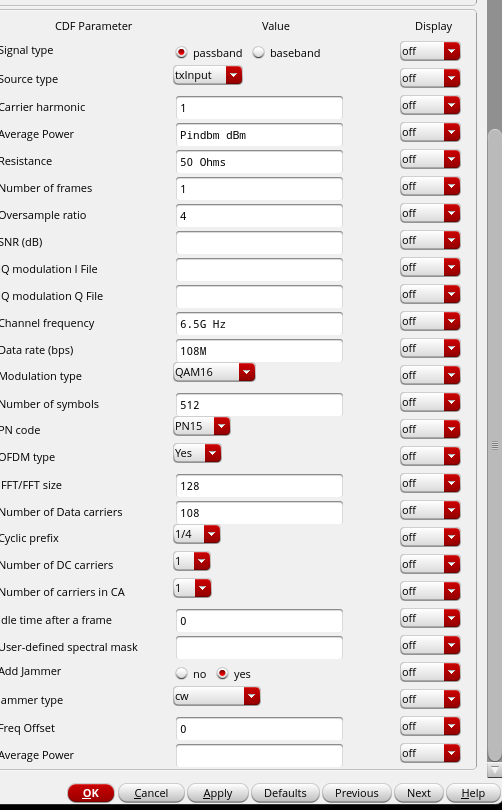 CDF Parameter Value Display
Signal type passband baseband off
Source type txInput off
Carrier harmonic 1 off
Average Power Pindbm dBm off
Resistance 50 Ohms off
Number of frames 1 off
Oversample ratio 4 off
SNR (dB) off
Q modulation I File off
Q modulation Q File off
Channel frequency 6.5G Hz off
Data rate (bps) 108M off
Modulation type QAM16 off
Number of symbols 512 off
PN code PN15 off
OFDM type Yes off
FFT/FFT size 128 off
Number of Data carriers 108 off
Cyclic prefix 1/4 off
Number of DC carriers 1 off
Number of carriers in CA 1 off
dle time after a frame 0 off
User-defined spectral mask off
Add Jammer no yes off
ammer type cw off
Freq Offset 0 off
Average Power off
OK Cancel Apply Defaults Previous Next Help